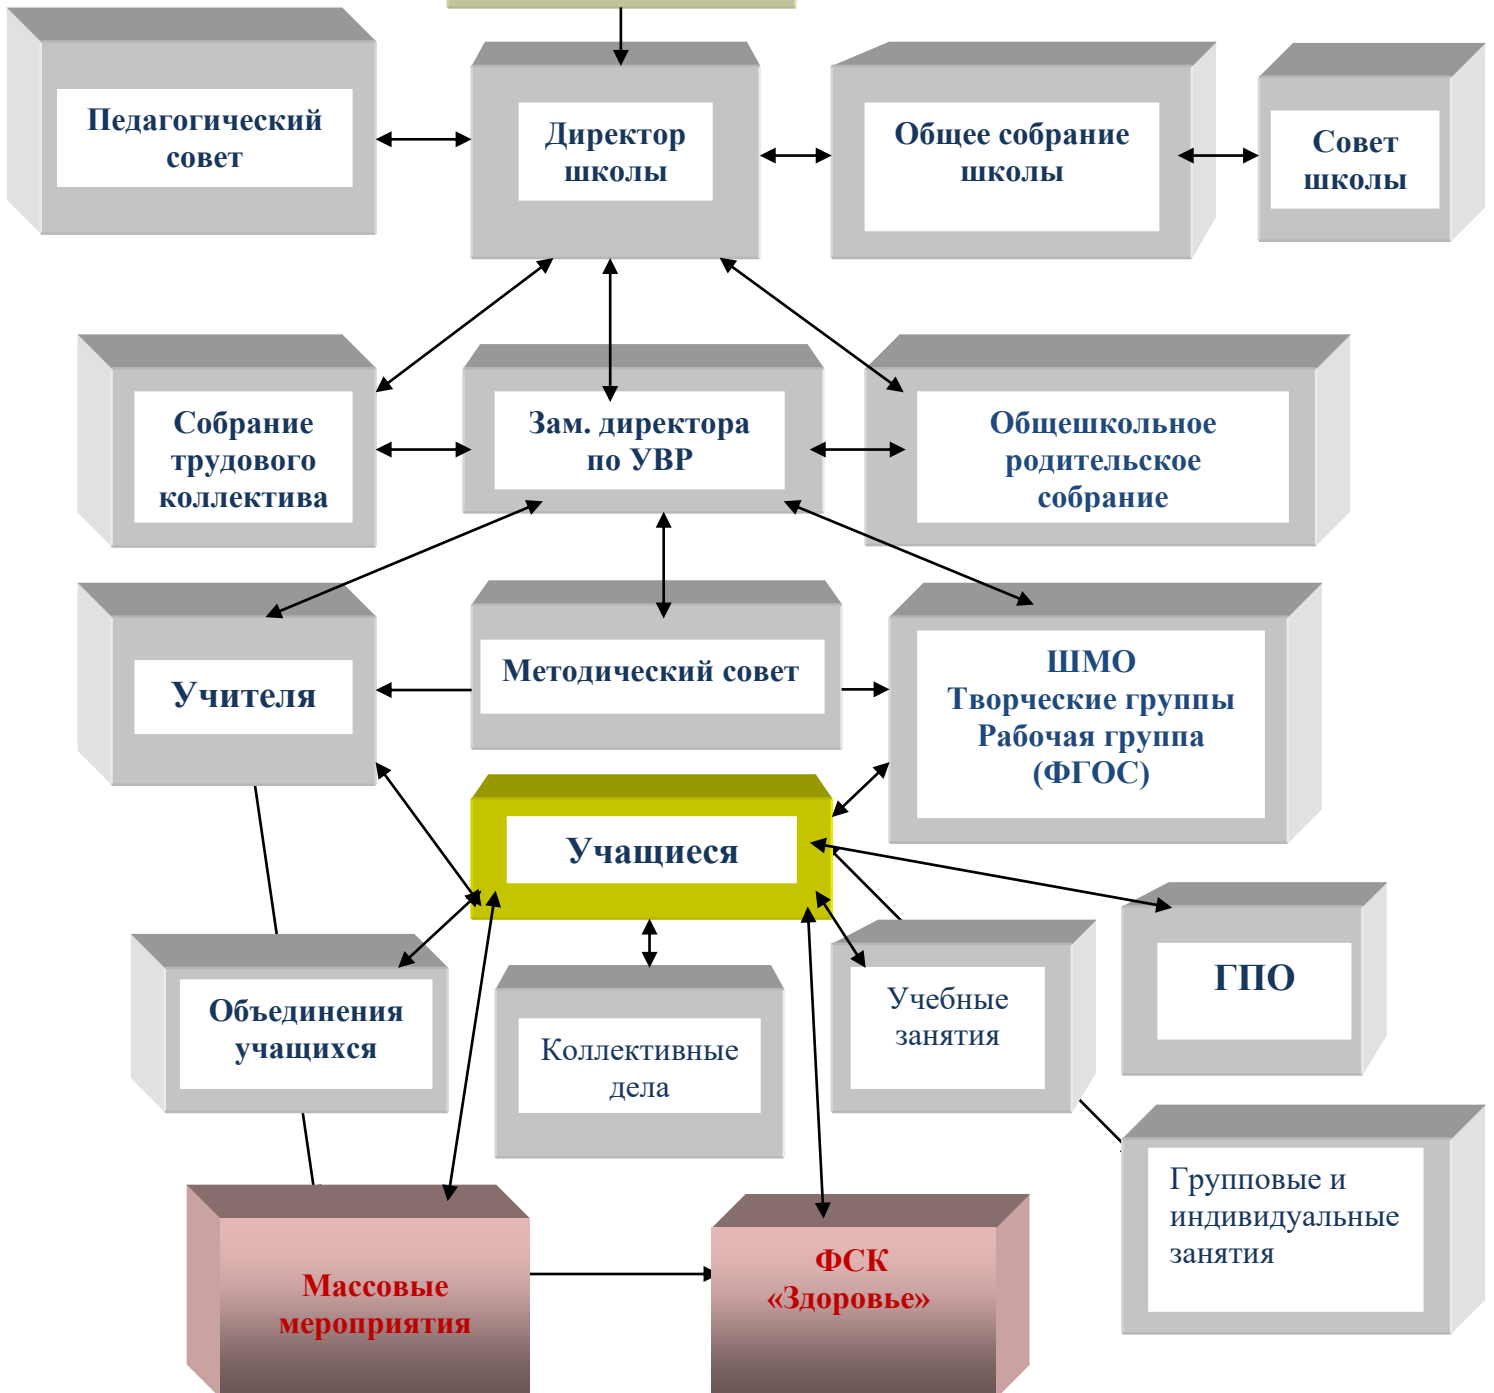 Педагогический
совет
Директор
школы
Общее собрание
школы
Совет
школы
Собрание
трудового
коллектива
Зам. директора
по УВР
Общешкольное
родительское
собрание
Учителя
Методический совет
ШМО
Творческие группы
Рабочая группа
(ФГОС)
Учащиеся
Объединения
учащихся
Коллективные
дела
Учебные
занятия
ГПО
Групповые и
индивидуальные
занятия
Массовые
мероприятия
ФСК
«Здоровье»